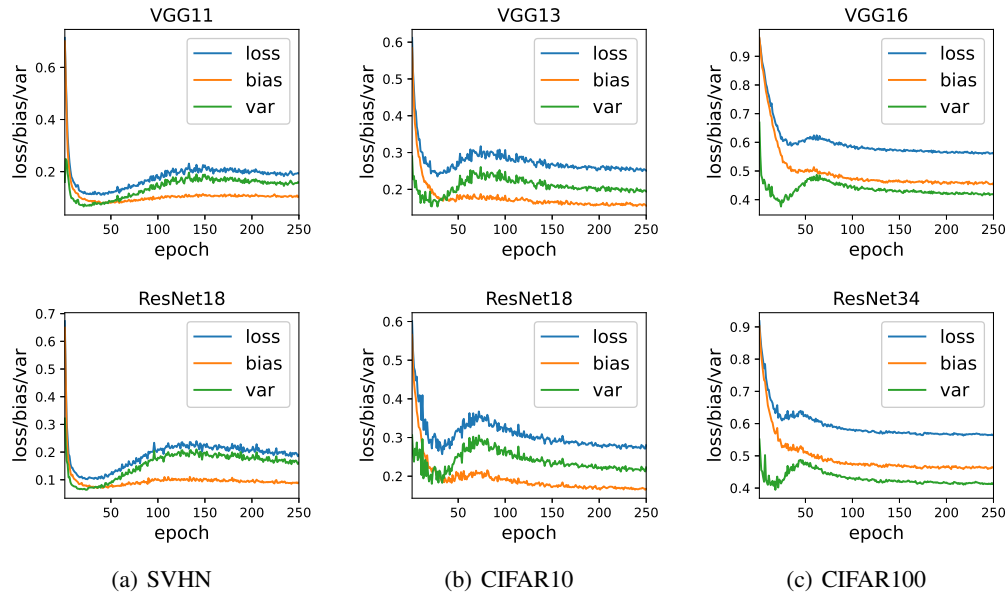 VGG11
loss/bias/var
0.6
0.4
0.2
loss
bias
var
50 100 150 200 250
epoch
VGG13
loss/bias/var
0.6
0.5
0.4
0.3
0.2
loss
bias
var
50 100 150 200 250
epoch
VGG16
loss/bias/var
0.9
0.8
0.7
0.6
0.5
0.4
loss
bias
var
50 100 150 200 250
epoch
ResNet18
loss/bias/var
0.7
0.6
0.5
0.4
0.3
0.2
0.1
loss
bias
var
50 100 150 200 250
epoch
ResNet18
loss/bias/var
0.6
0.5
0.4
0.3
0.2
loss
bias
var
50 100 150 200 250
epoch
ResNet34
loss/bias/var
0.9
0.8
0.7
0.6
0.5
0.4
loss
bias
var
50 100 150 200 250
epoch
(a) SVHN
(b) CIFAR10
(c) CIFAR100